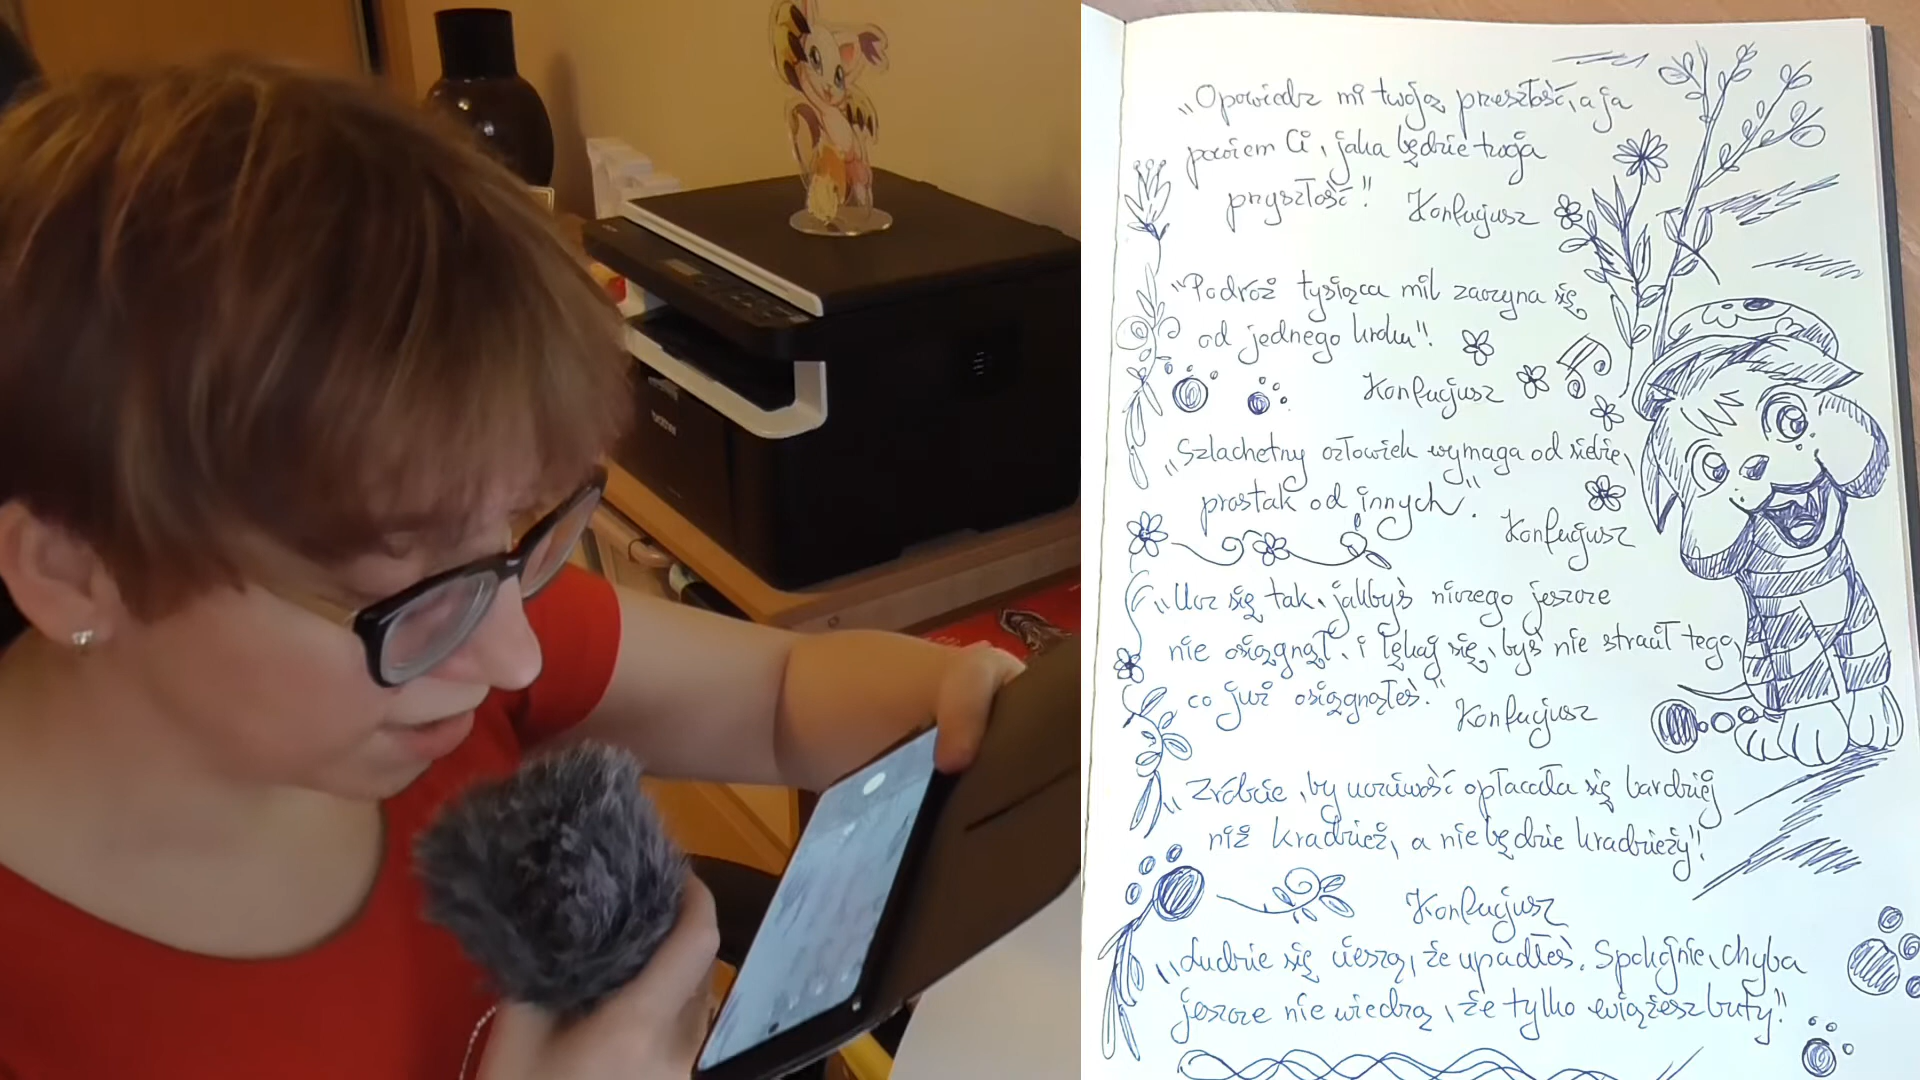 brother
„Opowiedz mi twoją przeszłość, a ja
powiem Ci, jaka będzie twoja
przyszłość!"
Konfucjusz
„Podróż tysiąca mil zaczyna się
od jednego kroku"!
Konfucjusz
„Szlachetny człowiek wymaga od siebie,
prostak od innych".
Konfucjusz
„Ucz się tak, jakbyś niczego jeszcze
nie osiągnął, i lękaj się, byś nie stracił tego,
co już osiągnąłeś."
Konfucjusz
„Zróbcie, by uczciwość opłacała się bardziej
niż kradzież, a nie będzie kradzieży"!
Konfucjusz
„Ludzie się cieszą, że upadłeś. Spokojnie, chyba
jeszcze nie wiedzą, że tylko wiążesz buty!"